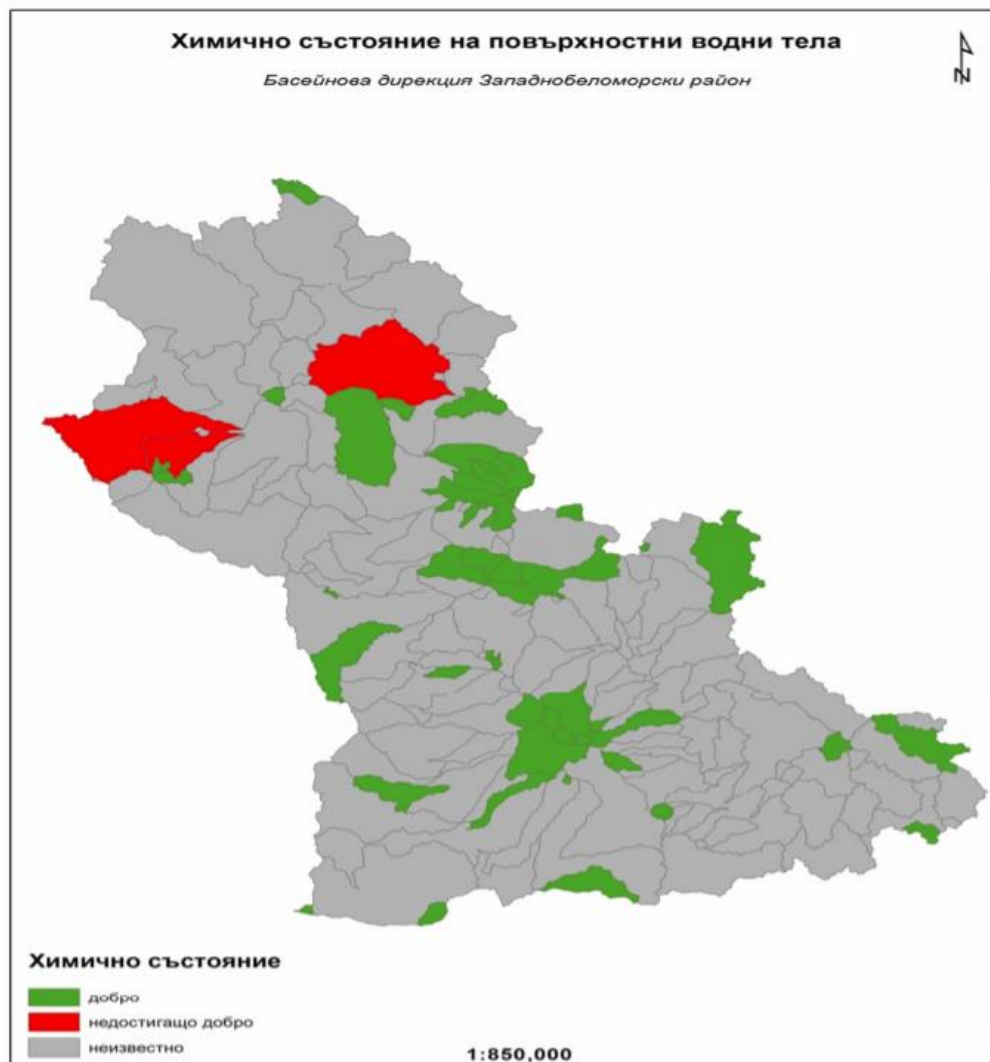 Химично състояние на повърхностни водни тела
Басейнова дирекция Западнобеломорски район
N
Химично състояние
добро
недостигащо добро
неизвестно
1:850,000